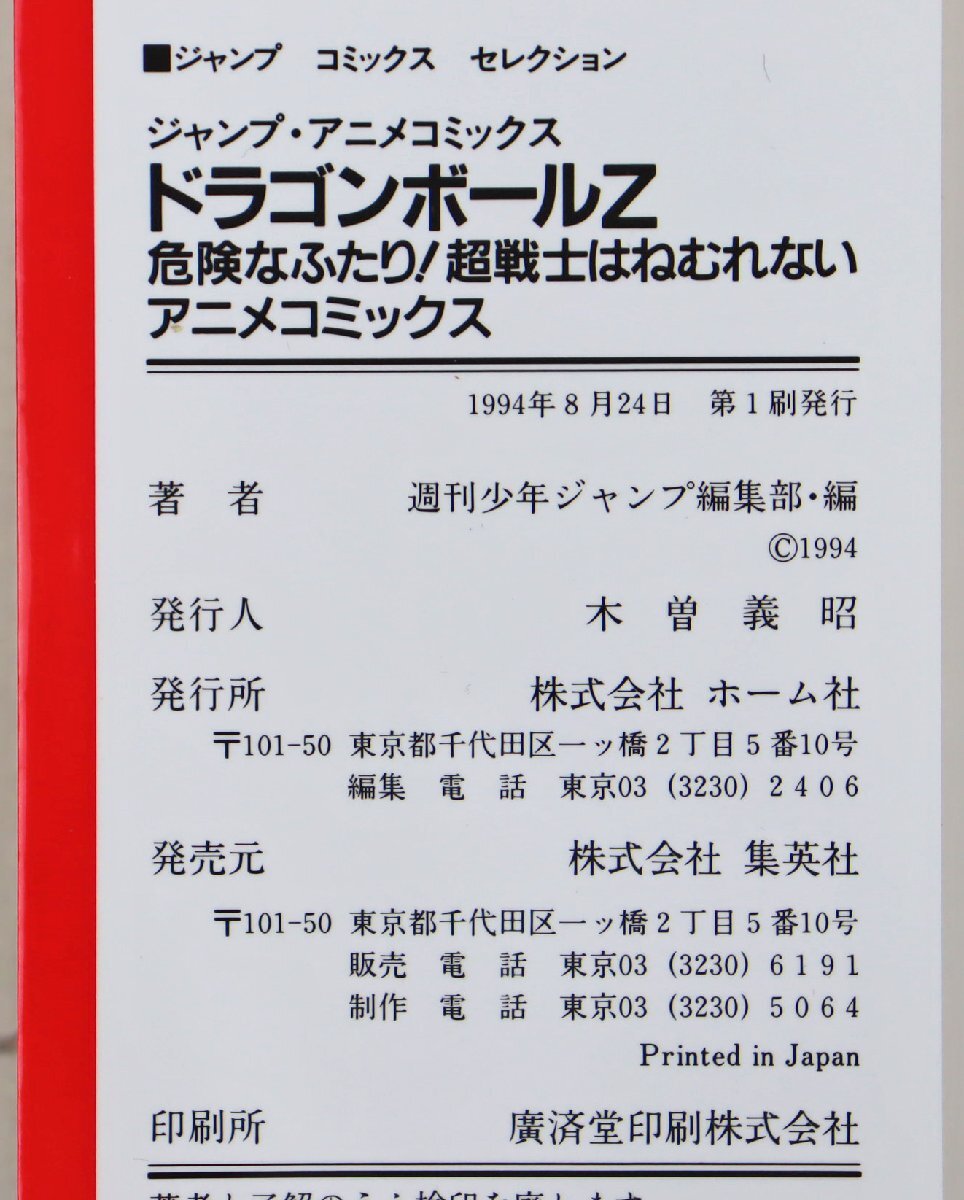 ■ジャンプ コミックス セレクション
ジャンプ・アニメコミックス
ドラゴンボールZ
危険なふたり!超戦士はねむれない
アニメコミックス
1994年8月24日 第1刷発行
著者 週刊少年ジャンプ編集部・編
©1994
発行人 木曽義昭
発行所 株式会社 ホーム社
〒101-50 東京都千代田区一ッ橋2丁目5番10号
編集 電 話 東京03 (3230) 2406
発売元 株式会社 集英社
〒101-50 東京都千代田区一ッ橋2丁目5番10号
販売 電 話 東京03 (3230) 6191
制作 電 話 東京03 (3230) 5064
Printed in Japan
印刷所 廣済堂印刷株式会社